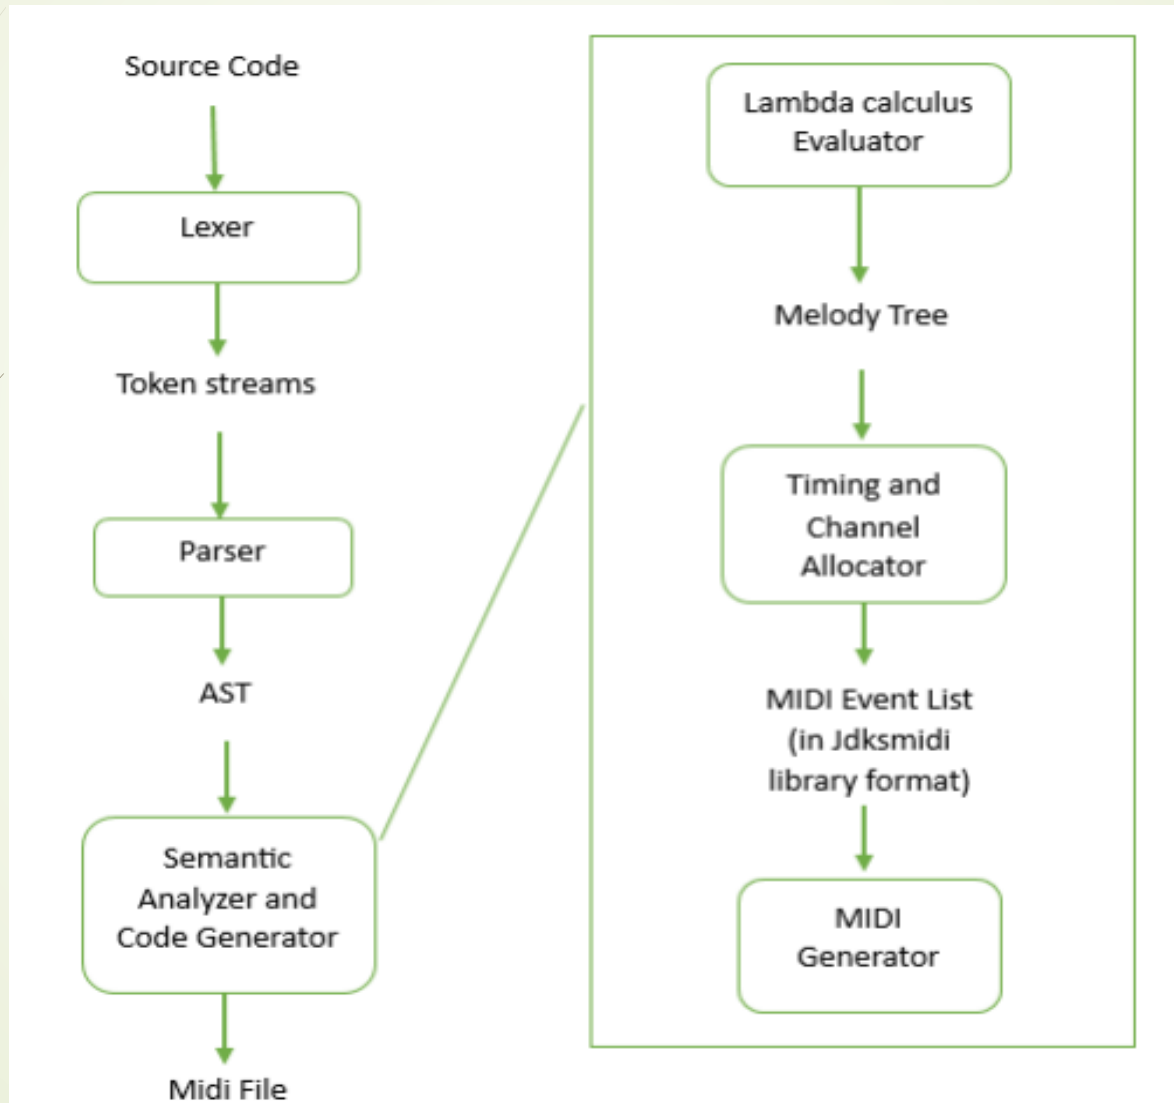 Source Code
Lexer
Token streams
Parser
AST
Semantic
Analyzer and
Code Generator
Midi File
Lambda calculus
Evaluator
Melody Tree
Timing and
Channel
Allocator
MIDI Event List
(in Jdksmidi
library format)
MIDI
Generator